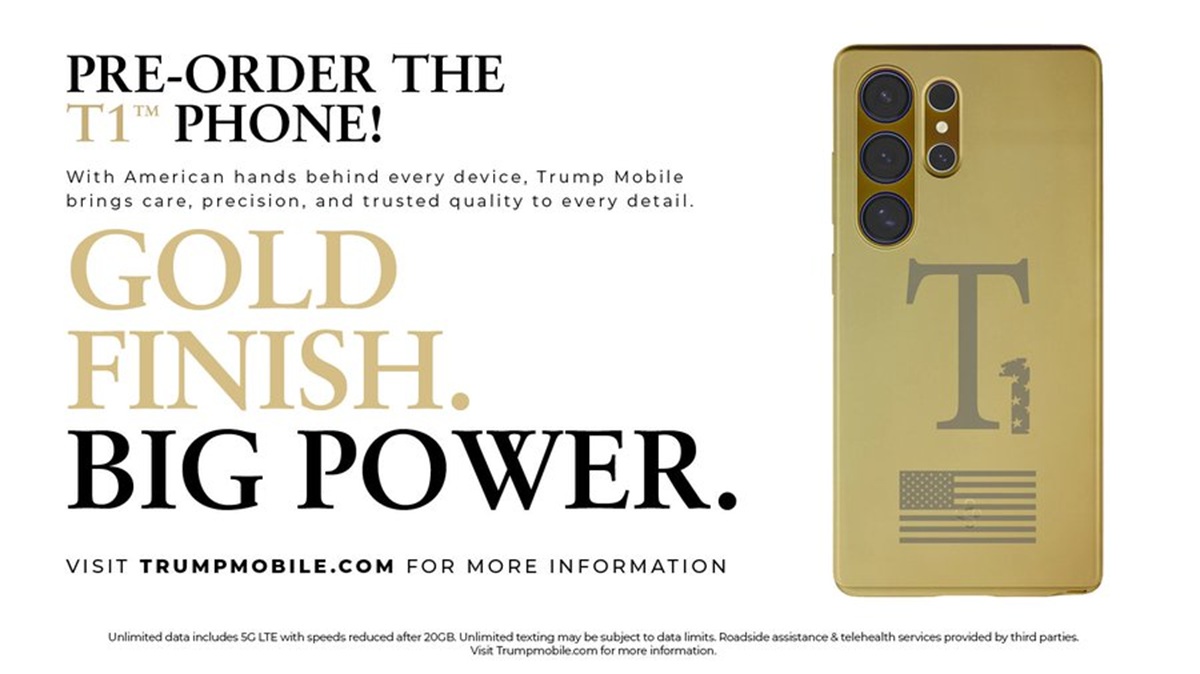 PRE-ORDER THE
T1™ PHONE!
With American hands behind every device, Trump Mobile
brings care, precision, and trusted quality to every detail.
GOLD
FINISH.
BIG POWER.
VISIT TRUMPMOBILE.COM FOR MORE INFORMATION
T1
Unlimited data includes 5G LTE with speeds reduced after 20GB. Unlimited texting may be subject to data limits. Roadside assistance & telehealth services provided by third parties.
Visit Trumpmobile.com for more information.